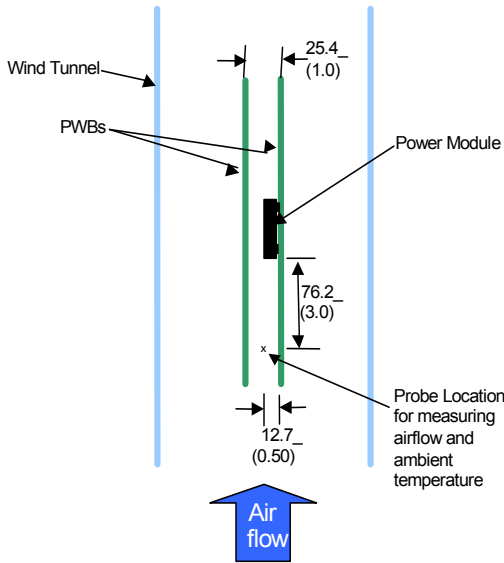 25.4_
(1.0)
Wind Tunnel
PWBs
Power Module
76.2_
(3.0)
x
Probe Location
for measuring
airflow and
ambient
temperature
12.7_
(0.50)
Air
flow